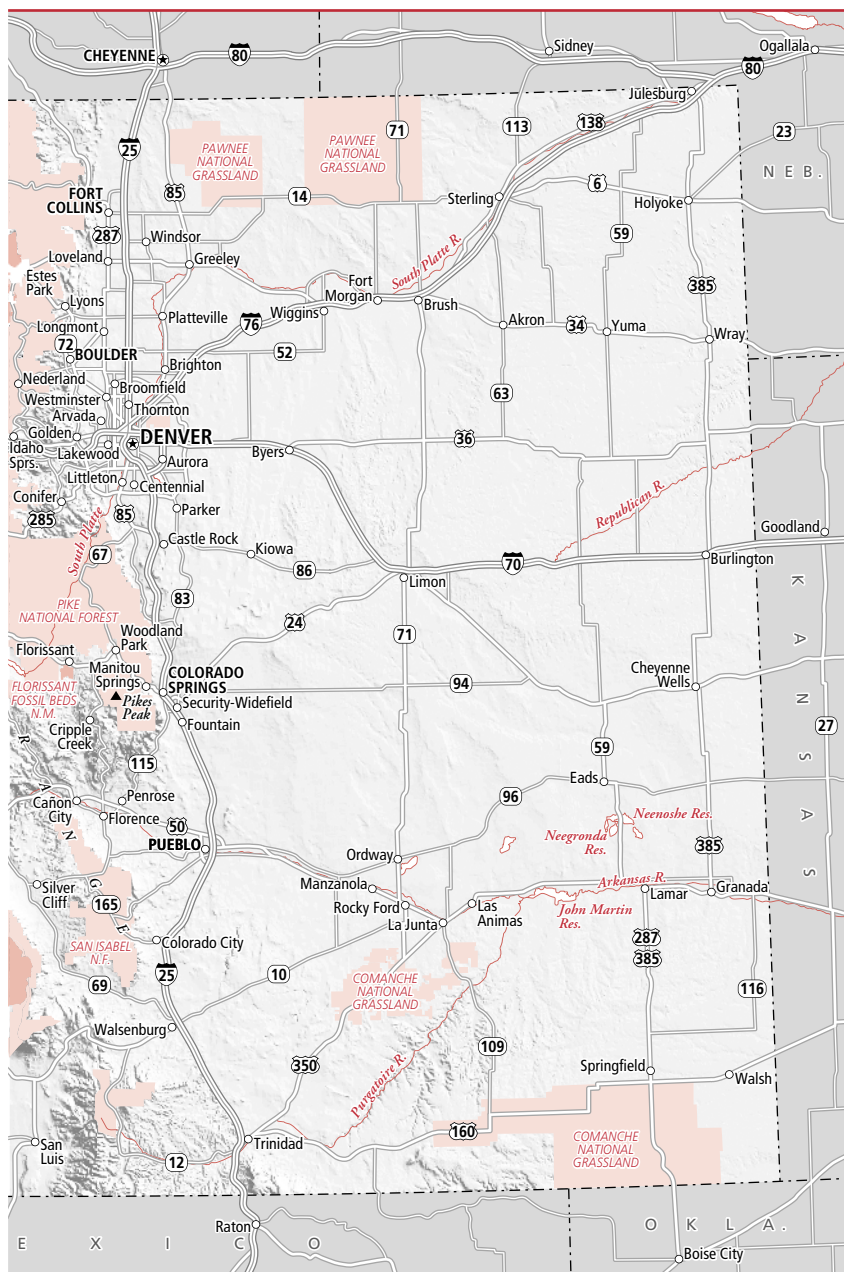 Sidney
Ogallala
CHEYENNE
80
80
Julesburg
71
113
138
23
25
PAWNEE
NATIONAL
GRASSLAND
PAWNEE
NATIONAL
GRASSLAND
NEB.
85
14
Sterling
6
FORT
COLLINS
Holyoke
287
Windsor
59
South Platte R.
Loveland
Greeley
Estes
Park
Fort
Morgan
385
Lyons
Wiggins
Brush
Platteville
Longmont
76
Akron
34
Yuma
Wray
72
BOULDER
52
Brighton
Nederland
Broomfield
63
Westminster
Thornton
Arvada
Golden
DENVER
36
Idaho
Sprs.
Lakewood
Byers
Aurora
Littleton
Centennial
Conifer
Republican R.
285
85
Parker
Goodland
South Platte
67
Castle Rock
Kiowa
70
Burlington
86
Limon
KANSAS
83
PIKE
NATIONAL FOREST
24
71
Woodland
Park
Florissant
Manitou
Springs
COLORADO
SPRINGS
94
Cheyenne
Wells
FLORISSANT
FOSSIL BEDS
N.M.
Pikes
Peak
Security-Widefield
Cripple
Creek
Fountain
27
RANGE
115
59
Eads
Penrose
96
Cañon
City
Florence
50
Neenoshe Res.
Neegronda
Res.
PUEBLO
385
Ordway
Arkansas R.
Silver
Cliff
Manzanola
Lamar
Granada
165
Rocky Ford
Las
Animas
John Martin
Res.
La Junta
SAN ISABEL
N.F.
Colorado City
287
385
25
10
COMANCHE
NATIONAL
GRASSLAND
69
116
Walsenburg
109
350
Purgatoire R.
Springfield
Walsh
160
San
Luis
Trinidad
12
COMANCHE
NATIONAL
GRASSLAND
Raton
OKLA.
EXICO
Boise City